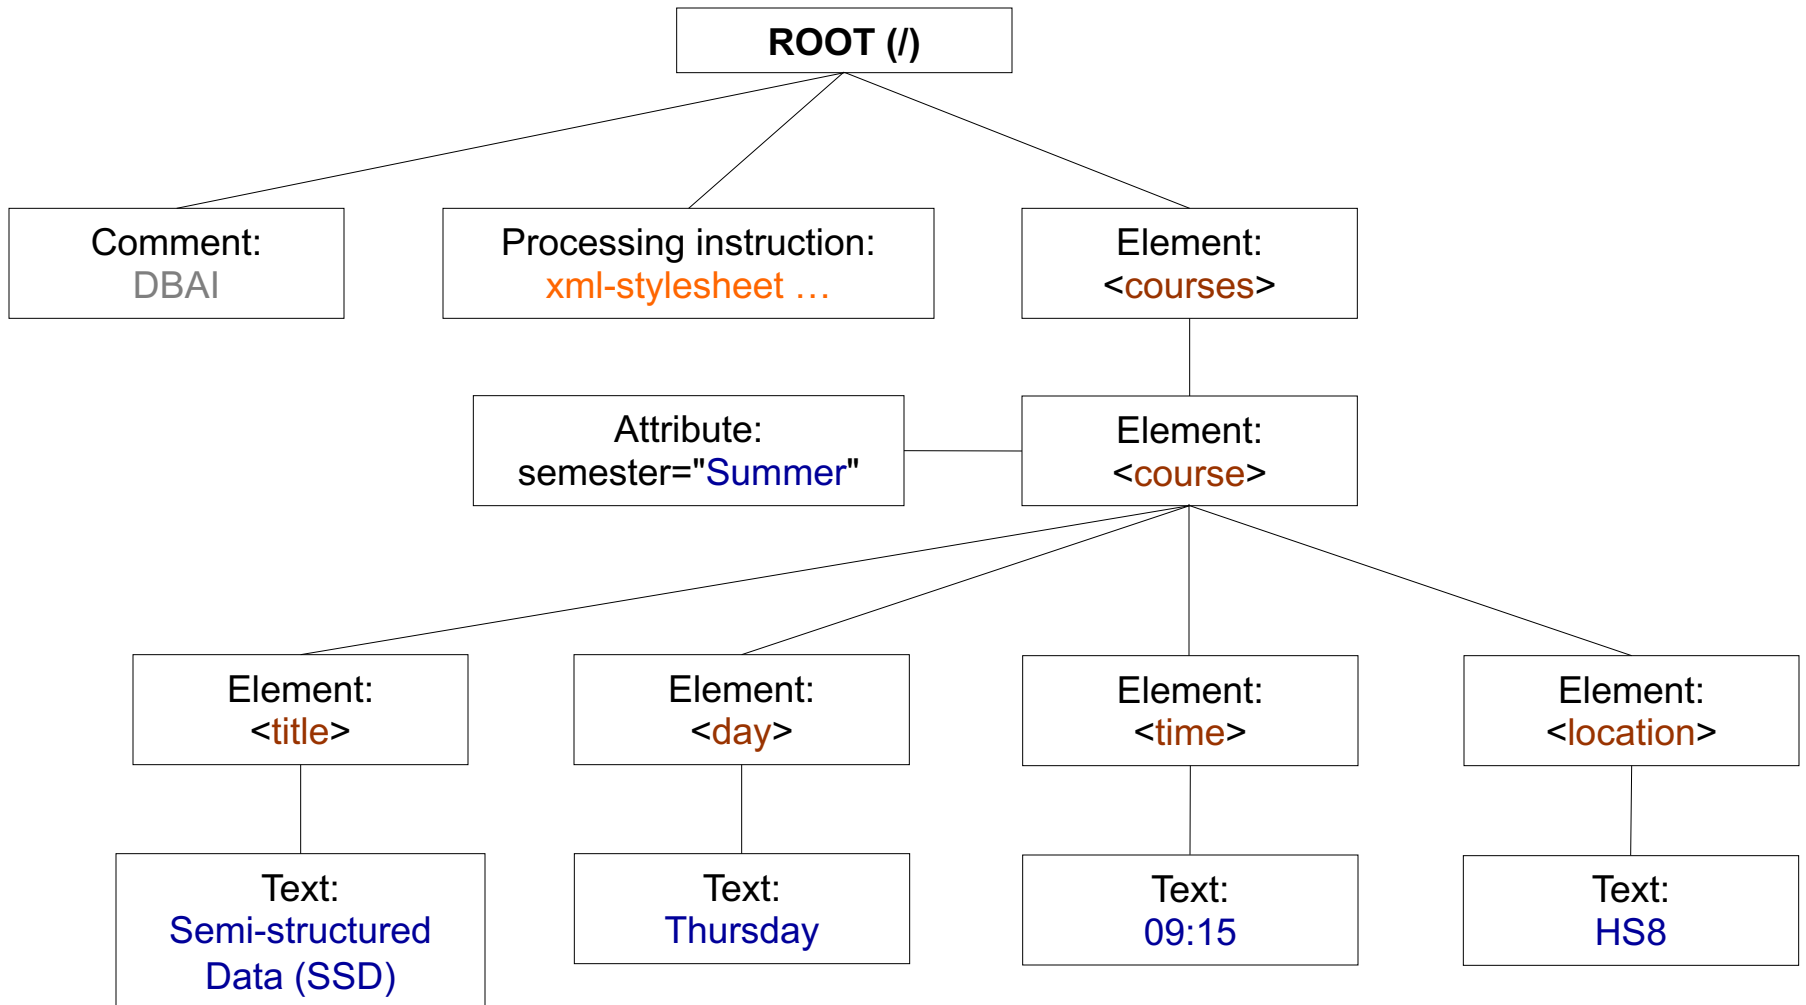 ROOT (/)
Comment:
DBAI
Processing instruction:
xml-stylesheet …
Element:
<courses>
Attribute:
semester="Summer"
Element:
<course>
Element:
<title>
Element:
<day>
Element:
<time>
Element:
<location>
Text:
Semi-structured
Data (SSD)
Text:
Thursday
Text:
09:15
Text:
HS8